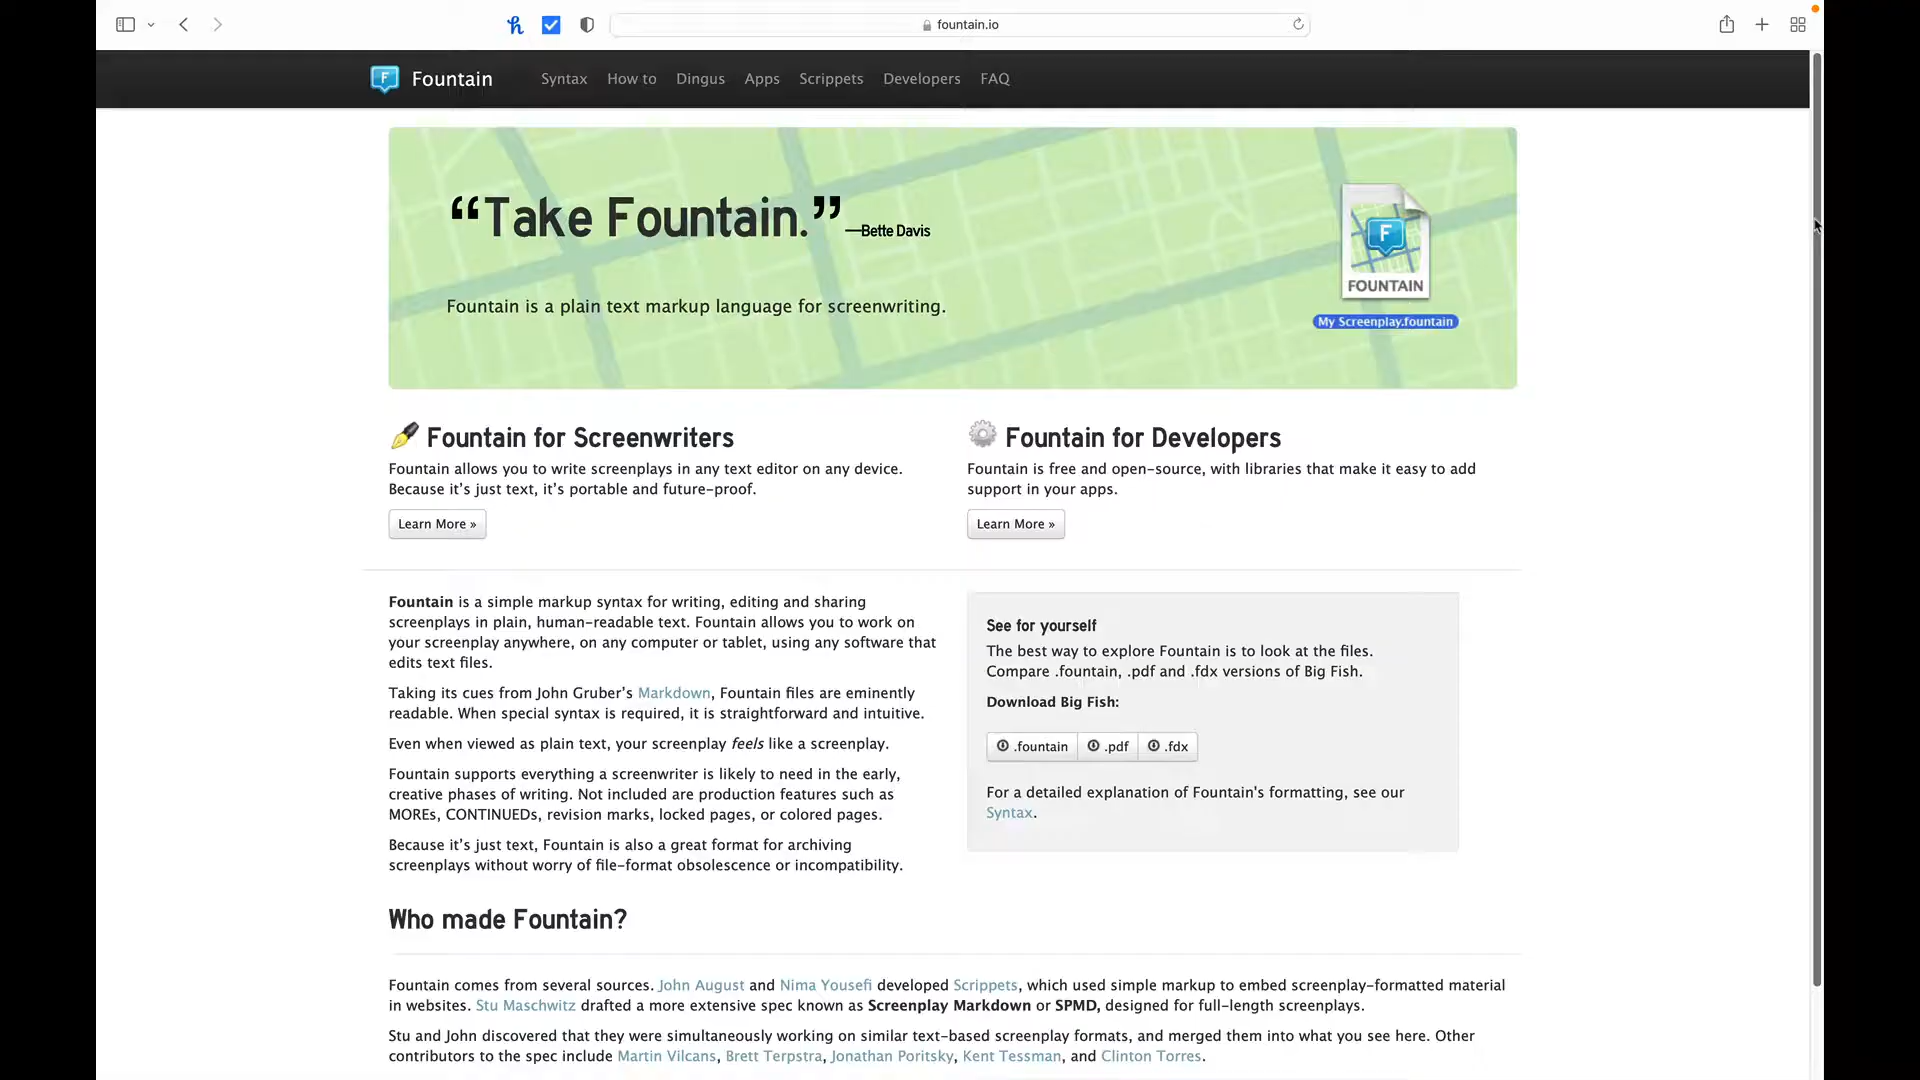 fountain.io
Fountain Syntax How to Dingus Apps Scrippets Developers FAQ
“Take Fountain.” —Bette Davis
Fountain is a plain text markup language for screenwriting.
F
FOUNTAIN
My Screenplay.fountain
Fountain for Screenwriters
Fountain allows you to write screenplays in any text editor on any device.
Because it’s just text, it’s portable and future-proof.
Learn More »
Fountain for Developers
Fountain is free and open-source, with libraries that make it easy to add
support in your apps.
Learn More »
Fountain is a simple markup syntax for writing, editing and sharing
screenplays in plain, human-readable text. Fountain allows you to work on
your screenplay anywhere, on any computer or tablet, using any software that
edits text files.
Taking its cues from John Gruber’s Markdown, Fountain files are eminently
readable. When special syntax is required, it is straightforward and intuitive.
Even when viewed as plain text, your screenplay feels like a screenplay.
Fountain supports everything a screenwriter is likely to need in the early,
creative phases of writing. Not included are production features such as
MOREs, CONTINUEDs, revision marks, locked pages, or colored pages.
Because it’s just text, Fountain is also a great format for archiving
screenplays without worry of file-format obsolescence or incompatibility.
See for yourself
The best way to explore Fountain is to look at the files.
Compare .fountain, .pdf and .fdx versions of Big Fish.
Download Big Fish:
.fountain .pdf .fdx
For a detailed explanation of Fountain's formatting, see our
Syntax.
Who made Fountain?
Fountain comes from several sources. John August and Nima Yousefi developed Scrippets, which used simple markup to embed screenplay-formatted material
in websites. Stu Maschwitz drafted a more extensive spec known as Screenplay Markdown or SPMD, designed for full-length screenplays.
Stu and John discovered that they were simultaneously working on similar text-based screenplay formats, and merged them into what you see here. Other
contributors to the spec include Martin Vilcans, Brett Terpstra, Jonathan Poritsky, Kent Tessman, and Clinton Torres.